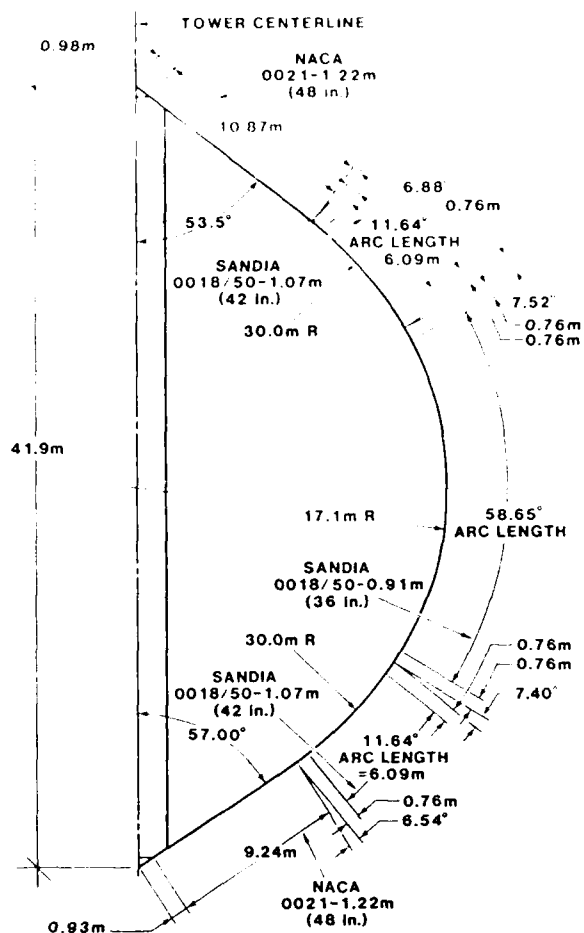 TOWER CENTERLINE
0.98m
NACA
0021-1.22m
(48 in.)
10.87m
6.88°
0.76m
53.5°
11.64°
ARC LENGTH
6.09m
SANDIA
0018/50-1.07m
(42 in.)
7.52°
-0.76m
-0.76m
30.0m R
41.9m
17.1m R
58.65°
ARC LENGTH
SANDIA
0018/50-0.91m
(36 in.)
30.0m R
0.76m
0.76m
SANDIA
0018/50-1.07m
(42 in.)
7.40°
57.00°
11.64°
ARC LENGTH
=6.09m
0.76m
6.54°
9.24m
NACA
0021-1.22m
(48 in.)
0.93m